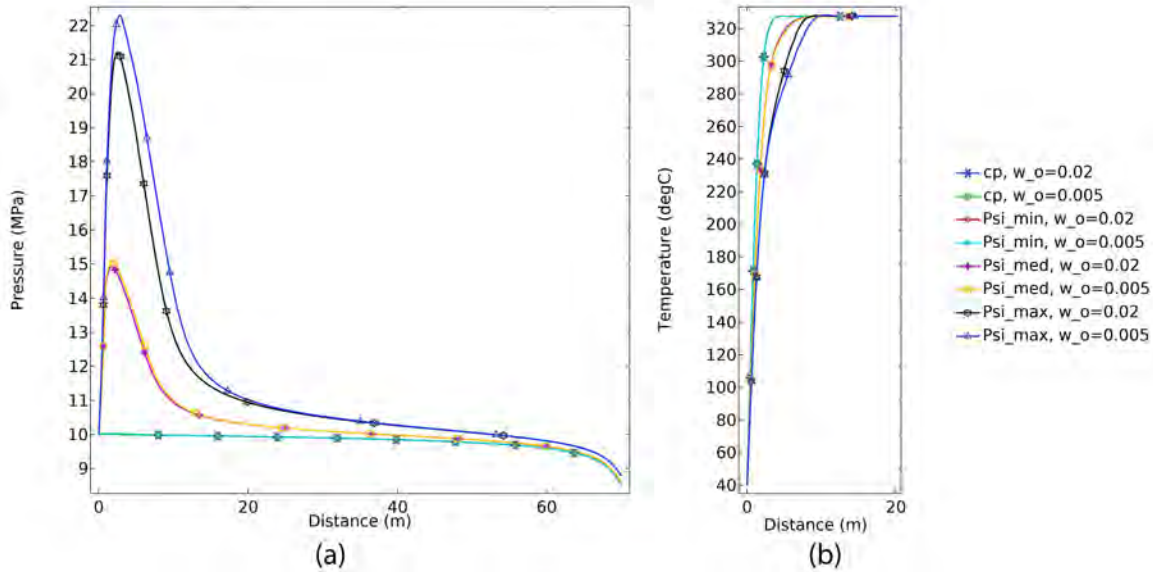 22
21
20
19
18
17
16
15
14
13
12
11
10
9
Pressure (MPa)
0
20
40
60
Distance (m)
(a)
320
300
280
260
240
220
200
180
160
140
120
100
80
60
40
Temperature (degC)
0
20
Distance (m)
(b)
cp, w_o=0.02
cp, w_o=0.005
Psi_min, w_o=0.02
Psi_min, w_o=0.005
Psi_med, w_o=0.02
Psi_med, w_o=0.005
Psi_max, w_o=0.02
Psi_max, w_o=0.005